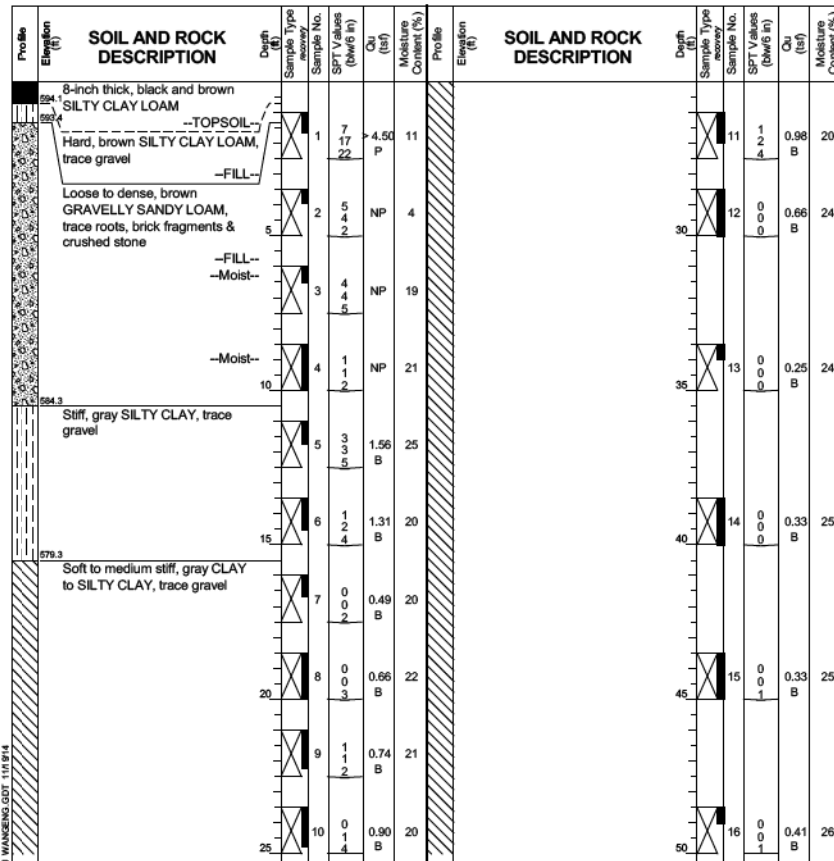 Profile
Elevation
(ft)
SOIL AND ROCK
DESCRIPTION
Depth
(ft)
Sample Type
recovery
Sample No.
SPT Values
(blw/6 in)
Qu
(tsf)
Moisture
Content (%)
Profile
Elevation
(ft)
SOIL AND ROCK
DESCRIPTION
Depth
(ft)
Sample Type
recovery
Sample No.
SPT Values
(blw/6 in)
Qu
(tsf)
Moisture
Content (%)
8-inch thick, black and brown
594.1
SILTY CLAY LOAM
--TOPSOIL--
593.4
Hard, brown SILTY CLAY LOAM,
trace gravel
--FILL--
1
7
17
22
>4.50
P
11
Loose to dense, brown
GRAVELLY SANDY LOAM,
trace roots, brick fragments &
crushed stone
--FILL--
5
2
5
4
2
NP
4
--Moist--
3
4
4
5
NP
19
--Moist--
10
4
1
1
2
NP
21
584.3
Stiff, gray SILTY CLAY, trace
gravel
5
3
3
5
1.56
B
25
15
6
1
2
4
1.31
B
20
579.3
Soft to medium stiff, gray CLAY
to SILTY CLAY, trace gravel
7
0
0
2
0.49
B
20
20
8
0
0
3
0.66
B
22
9
1
1
2
0.74
B
21
25
10
0
1
4
0.90
B
20
11
1
2
4
0.98
B
20
30
12
0
0
0
0.66
B
24
35
13
0
0
0
0.25
B
24
40
14
0
0
0
0.33
B
25
45
15
0
0
1
0.33
B
25
50
16
0
0
1
0.41
B
26
WANGENG.GDT 11/19/14